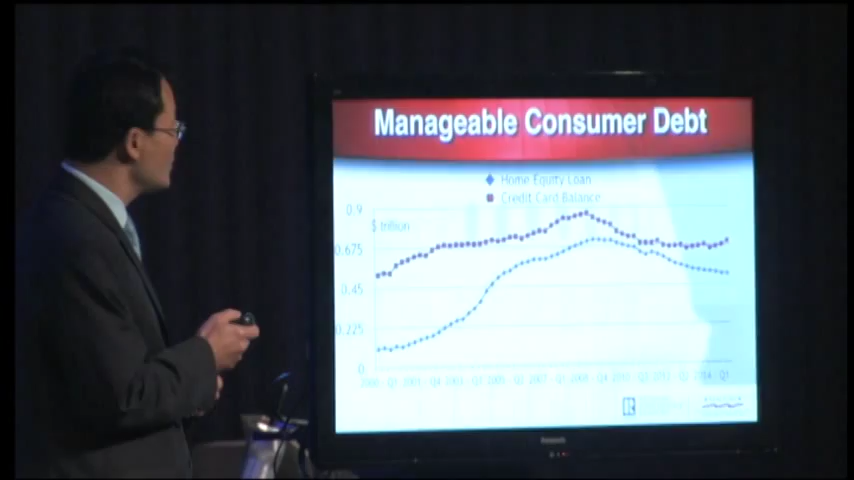 Manageable Consumer Debt
Home Equity Loan
Credit Card Balance
0.9
$ trillion
0.675
0.45
0.225
0
R
Panasonic